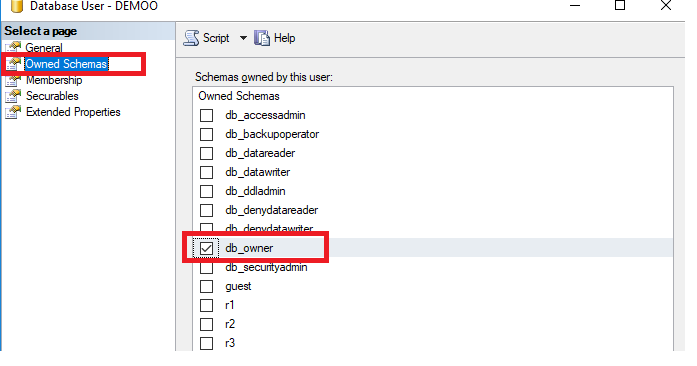 Database User - DEMOO
Select a page
General
Owned Schemas
Membership
Securables
Extended Properties
Script
Help
Schemas owned by this user:
Owned Schemas
db_accessadmin
db_backupoperator
db_datareader
db_datawriter
db_ddladmin
db_denydatareader
db_denydatawriter
db_owner
db_securityadmin
guest
r1
r2
r3